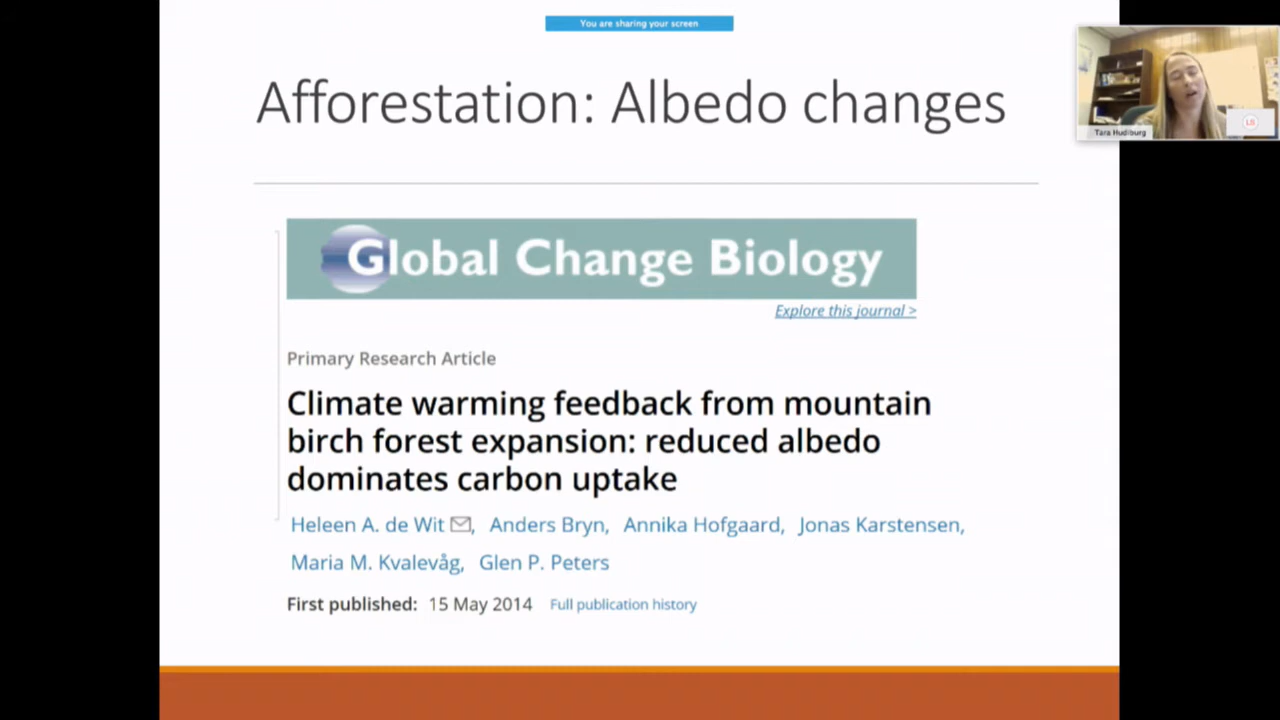 You are sharing your screen
Afforestation: Albedo changes
Tara Hudiburg
LS
Global Change Biology
Explore this journal >
Primary Research Article
Climate warming feedback from mountain
birch forest expansion: reduced albedo
dominates carbon uptake
Heleen A. de Wit, Anders Bryn, Annika Hofgaard, Jonas Karstensen,
Maria M. Kvalevåg, Glen P. Peters
First published: 15 May 2014 Full publication history